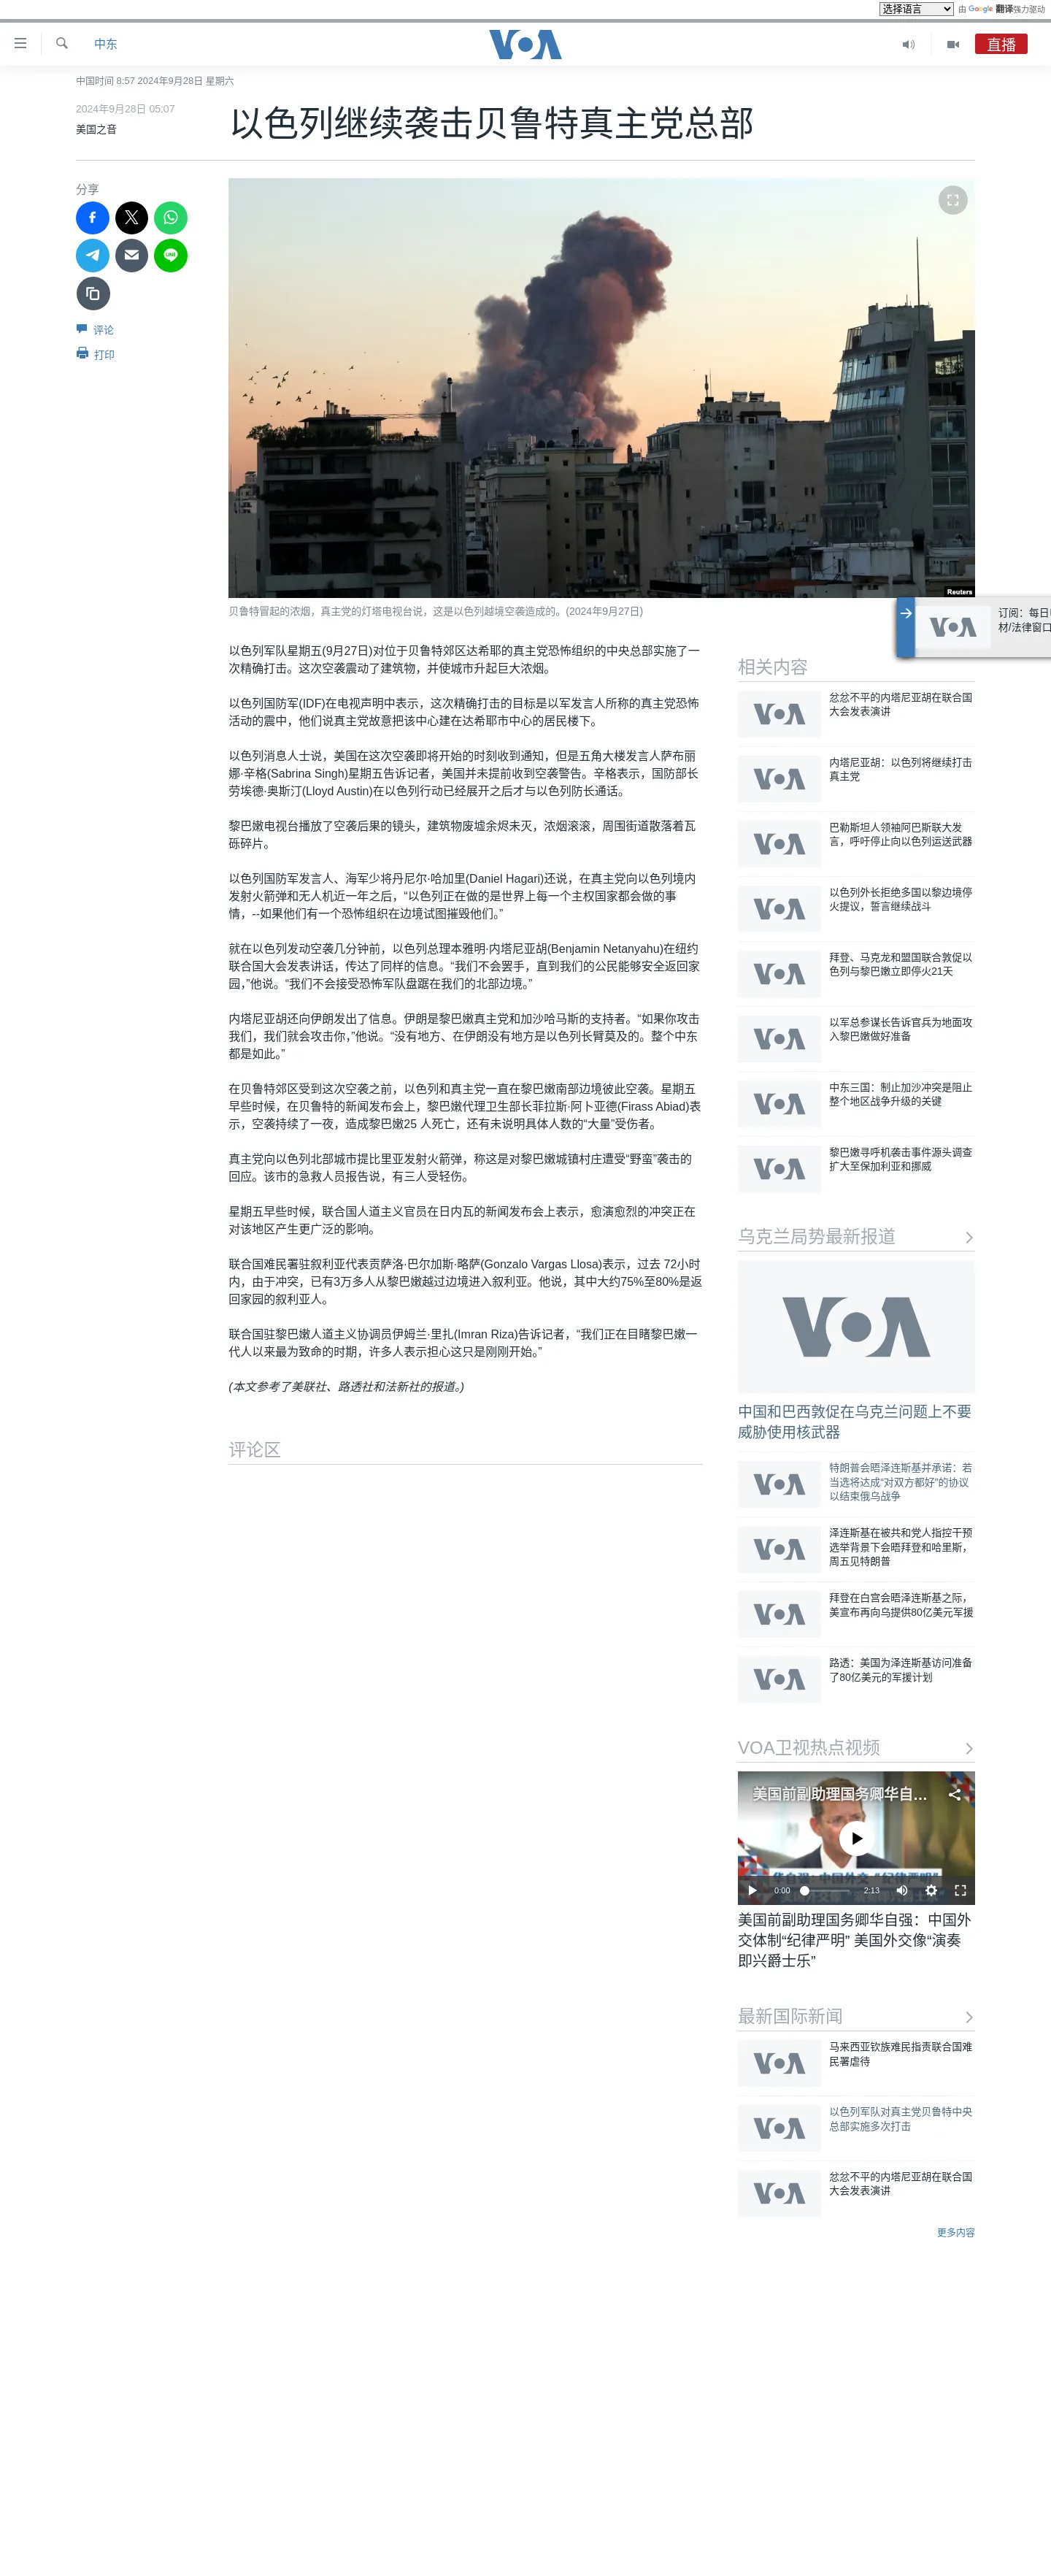 选择语言
由 Google 翻译强力驱动
中东
VOA
直播
中国时间 8:57 2024年9月28日 星期六
2024年9月28日 05:07
美国之音
以色列继续袭击贝鲁特真主党总部
分享
评论
打印
Reuters
贝鲁特冒起的浓烟，真主党的灯塔电视台说，这是以色列越境空袭造成的。(2024年9月27日)
以色列军队星期五(9月27日)对位于贝鲁特郊区达希耶的真主党恐怖组织的中央总部实施了一
次精确打击。这次空袭震动了建筑物，并使城市升起巨大浓烟。
以色列国防军(IDF)在电视声明中表示，这次精确打击的目标是以军发言人所称的真主党恐怖
活动的震中，他们说真主党故意把该中心建在达希耶市中心的居民楼下。
以色列消息人士说，美国在这次空袭即将开始的时刻收到通知，但是五角大楼发言人萨布丽
娜·辛格(Sabrina Singh)星期五告诉记者，美国并未提前收到空袭警告。辛格表示，国防部长
劳埃德·奥斯汀(Lloyd Austin)在以色列行动已经展开之后才与以色列防长通话。
黎巴嫩电视台播放了空袭后果的镜头，建筑物废墟余烬未灭，浓烟滚滚，周围街道散落着瓦
砾碎片。
以色列国防军发言人、海军少将丹尼尔·哈加里(Daniel Hagari)还说，在真主党向以色列境内
发射火箭弹和无人机近一年之后，“以色列正在做的是世界上每一个主权国家都会做的事
情，--如果他们有一个恐怖组织在边境试图摧毁他们。”
就在以色列发动空袭几分钟前，以色列总理本雅明·内塔尼亚胡(Benjamin Netanyahu)在纽约
联合国大会发表讲话，传达了同样的信息。“我们不会罢手，直到我们的公民能够安全返回家
园，”他说。“我们不会接受恐怖军队盘踞在我们的北部边境。”
内塔尼亚胡还向伊朗发出了信息。伊朗是黎巴嫩真主党和加沙哈马斯的支持者。“如果你攻击
我们，我们就会攻击你，”他说。“没有地方、在伊朗没有地方是以色列长臂莫及的。整个中东
都是如此。”
在贝鲁特郊区受到这次空袭之前，以色列和真主党一直在黎巴嫩南部边境彼此空袭。星期五
早些时候，在贝鲁特的新闻发布会上，黎巴嫩代理卫生部长菲拉斯·阿卜亚德(Firass Abiad)表
示，空袭持续了一夜，造成黎巴嫩25 人死亡，还有未说明具体人数的“大量”受伤者。
真主党向以色列北部城市提比里亚发射火箭弹，称这是对黎巴嫩城镇村庄遭受“野蛮”袭击的
回应。该市的急救人员报告说，有三人受轻伤。
星期五早些时候，联合国人道主义官员在日内瓦的新闻发布会上表示，愈演愈烈的冲突正在
对该地区产生更广泛的影响。
联合国难民署驻叙利亚代表贡萨洛·巴尔加斯·略萨(Gonzalo Vargas Llosa)表示，过去 72小时
内，由于冲突，已有3万多人从黎巴嫩越过边境进入叙利亚。他说，其中大约75%至80%是返
回家园的叙利亚人。
联合国驻黎巴嫩人道主义协调员伊姆兰·里扎(Imran Riza)告诉记者，“我们正在目睹黎巴嫩一
代人以来最为致命的时期，许多人表示担心这只是刚刚开始。”
(本文参考了美联社、路透社和法新社的报道。)
评论区
VOA
订阅：每日
材/法律窗口
相关内容
VOA
忿忿不平的内塔尼亚胡在联合国
大会发表演讲
VOA
内塔尼亚胡：以色列将继续打击
真主党
VOA
巴勒斯坦人领袖阿巴斯联大发
言，呼吁停止向以色列运送武器
VOA
以色列外长拒绝多国以黎边境停
火提议，誓言继续战斗
VOA
拜登、马克龙和盟国联合敦促以
色列与黎巴嫩立即停火21天
VOA
以军总参谋长告诉官兵为地面攻
入黎巴嫩做好准备
VOA
中东三国：制止加沙冲突是阻止
整个地区战争升级的关键
VOA
黎巴嫩寻呼机袭击事件源头调查
扩大至保加利亚和挪威
乌克兰局势最新报道
VOA
中国和巴西敦促在乌克兰问题上不要
威胁使用核武器
VOA
特朗普会晤泽连斯基并承诺：若
当选将达成“对双方都好”的协议
以结束俄乌战争
VOA
泽连斯基在被共和党人指控干预
选举背景下会晤拜登和哈里斯，
周五见特朗普
VOA
拜登在白宫会晤泽连斯基之际，
美宣布再向乌提供80亿美元军援
VOA
路透：美国为泽连斯基访问准备
了80亿美元的军援计划
VOA卫视热点视频
美国前副助理国务卿华自...
华自强：中国外交“纪律严明”
0:00
2:13
美国前副助理国务卿华自强：中国外
交体制“纪律严明” 美国外交像“演奏
即兴爵士乐”
最新国际新闻
VOA
马来西亚钦族难民指责联合国难
民署虐待
VOA
以色列军队对真主党贝鲁特中央
总部实施多次打击
VOA
忿忿不平的内塔尼亚胡在联合国
大会发表演讲
更多内容